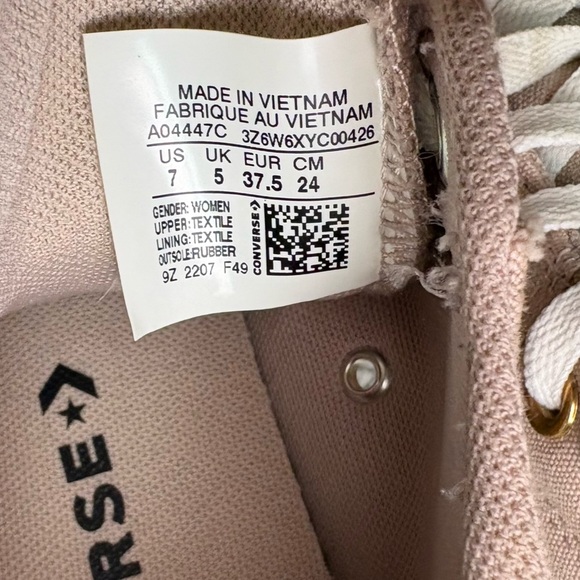 MADE IN VIETNAM
FABRIQUE AU VIETNAM
A04447C 3Z6W6XYC00426
US UK EUR CM
7 5 37.5 24
GENDER: WOMEN
UPPER:TEXTILE
LINING:TEXTILE
OUTSOLE:RUBBER
9Z 2207 F49
CONVERSE
ERSE